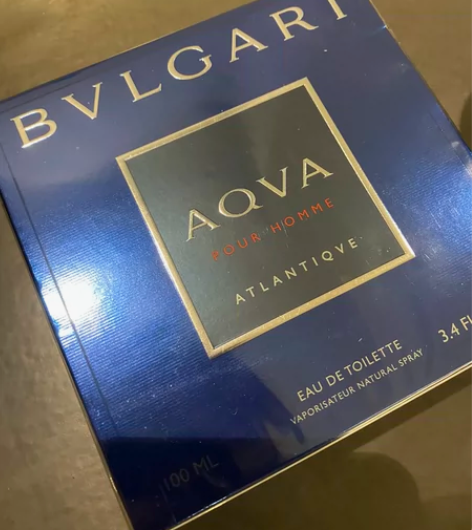 BVLGARI
AQVA
POUR HOMME
ATLANTIQVE
EAU DE TOILETTE
VAPORISATEUR NATURAL SPRAY
3.4 Fl
100 ML